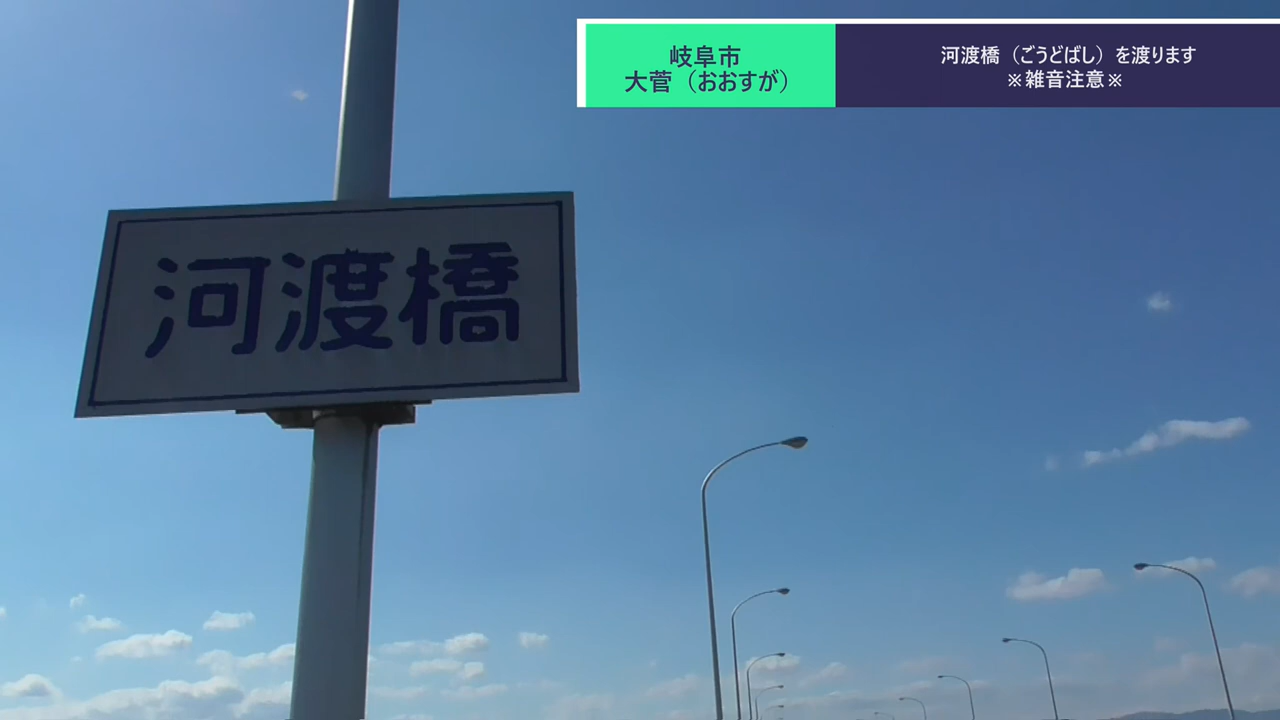 岐阜市
大菅（おおすが）
河渡橋（ごうどばし）を渡ります
※雑音注意※
河渡橋